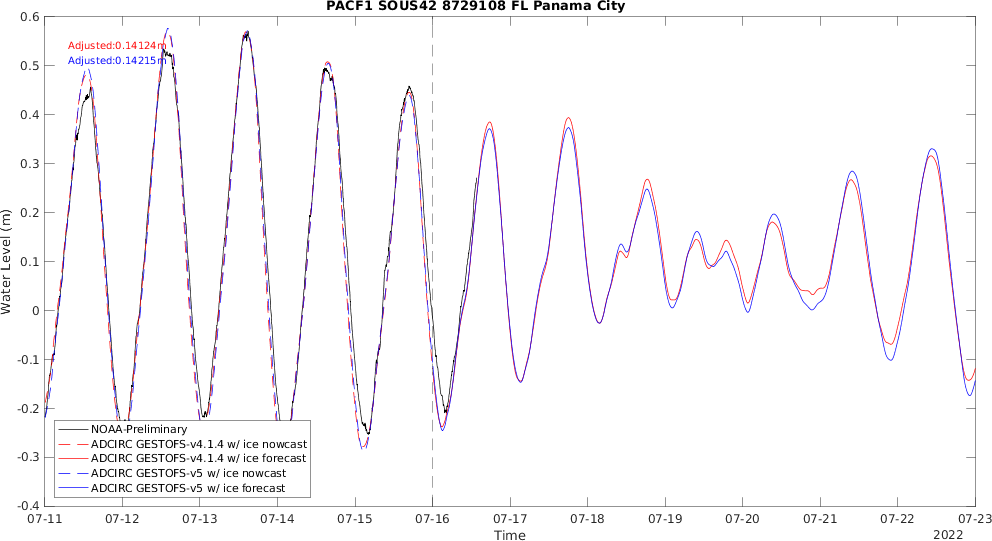 PACF1 SOUS42 8729108 FL Panama City
0.6
0.5
0.4
0.3
0.2
0.1
0
-0.1
-0.2
-0.3
-0.4
Water Level (m)
Adjusted:0.14124m
Adjusted:0.14215m
NOAA-Preliminary
ADCIRC GESTOFS-v4.1.4 w/ ice nowcast
ADCIRC GESTOFS-v4.1.4 w/ ice forecast
ADCIRC GESTOFS-v5 w/ ice nowcast
ADCIRC GESTOFS-v5 w/ ice forecast
07-11 07-12 07-13 07-14 07-15 07-16 07-17 07-18 07-19 07-20 07-21 07-22 07-23
Time
2022